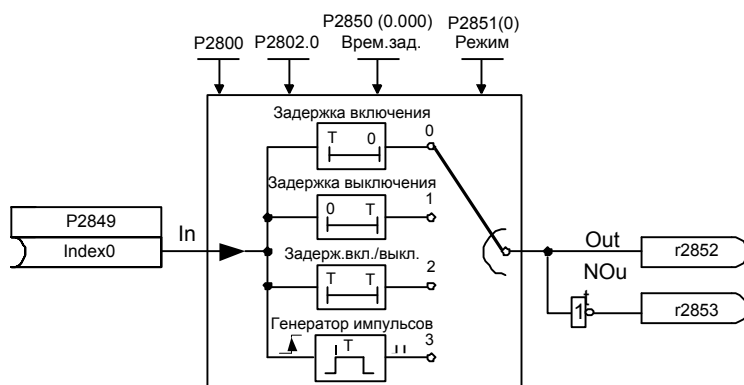 P2800
P2802.0
P2850 (0.000)
Врем.зад.
P2851(0)
Режим
Задержка включения
T 0
0
Задержка выключения
0 T
1
P2849
Index0
In
Задерж.вкл./выкл.
T T
2
Генератор импульсов
T
3
Out
r2852
NOu
t
1
r2853